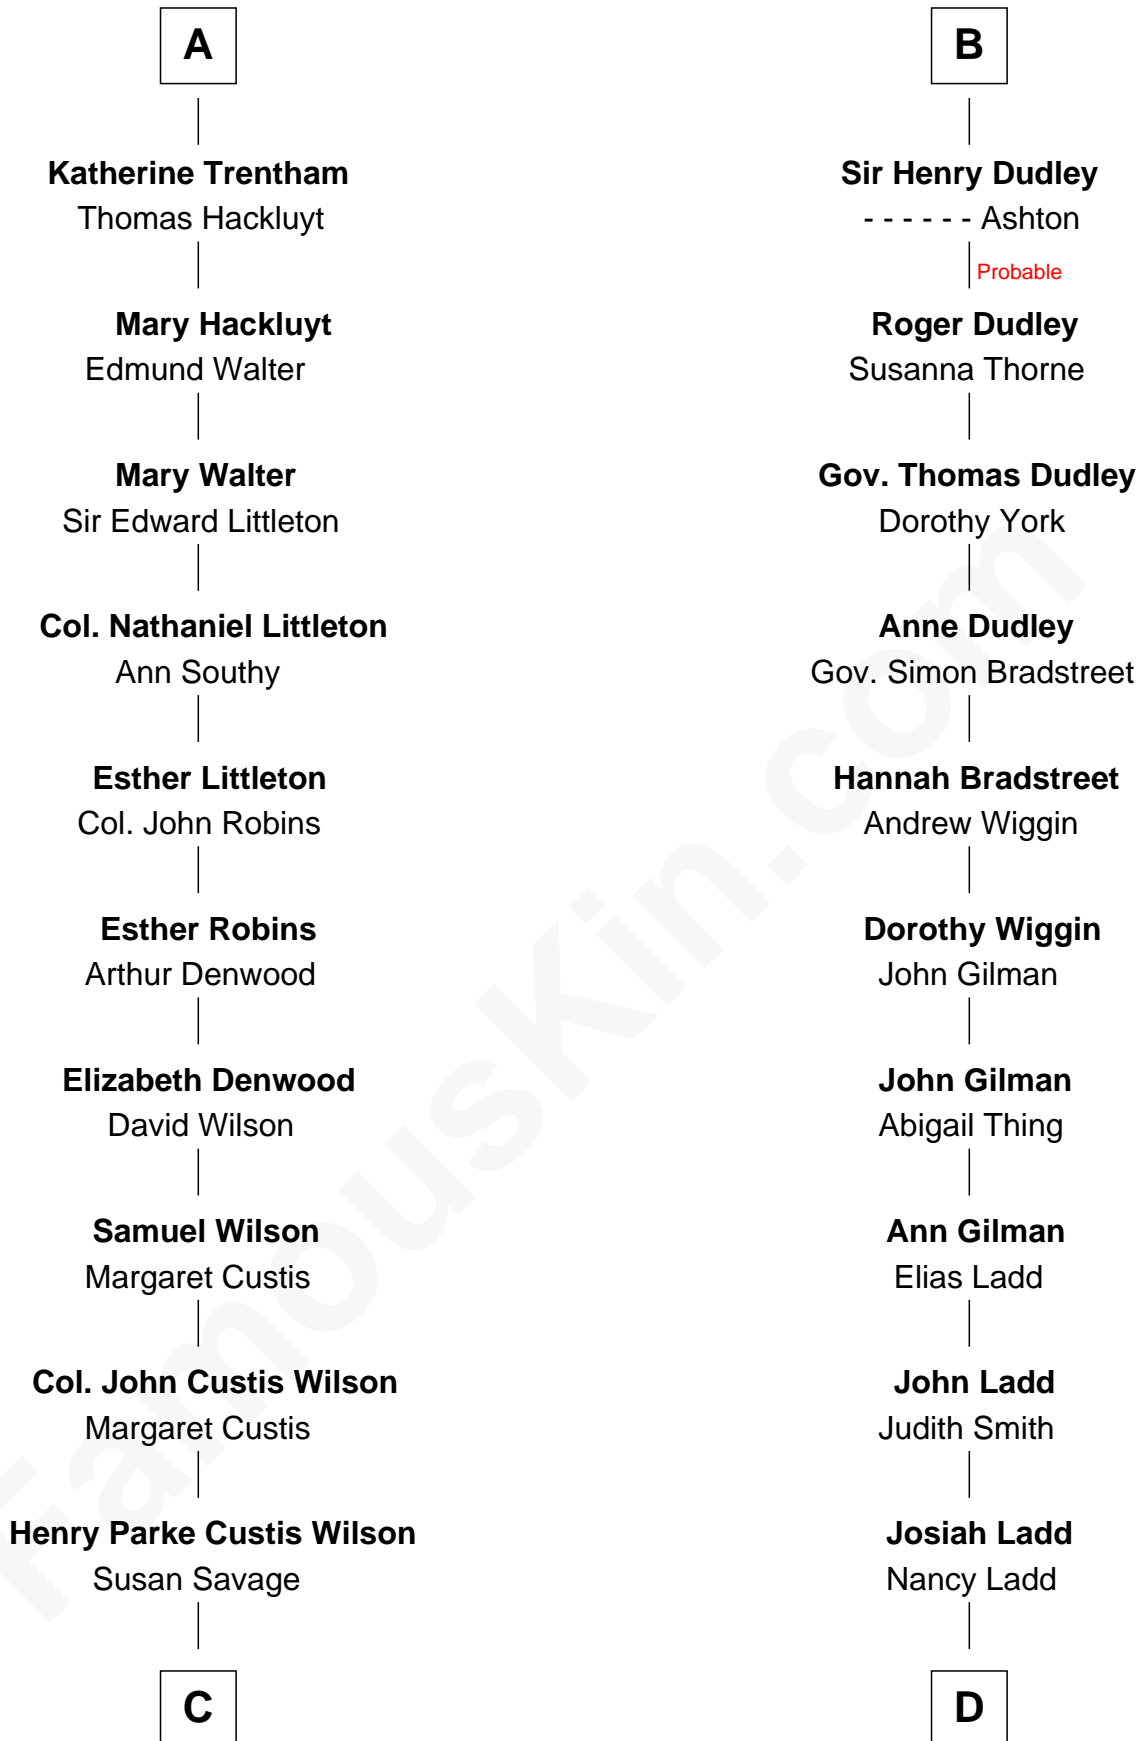 A
Katherine Trentham
Thomas Hackluyt
Mary Hackluyt
Edmund Walter
Mary Walter
Sir Edward Littleton
Col. Nathaniel Littleton
Ann Southy
Esther Littleton
Col. John Robins
Esther Robins
Arthur Denwood
Elizabeth Denwood
David Wilson
Samuel Wilson
Margaret Custis
Col. John Custis Wilson
Margaret Custis
Henry Parke Custis Wilson
Susan Savage
C
B
Sir Henry Dudley
- - - - - - Ashton
Probable
Roger Dudley
Susanna Thorne
Gov. Thomas Dudley
Dorothy York
Anne Dudley
Gov. Simon Bradstreet
Hannah Bradstreet
Andrew Wiggin
Dorothy Wiggin
John Gilman
John Gilman
Abigail Thing
Ann Gilman
Elias Ladd
John Ladd
Judith Smith
Josiah Ladd
Nancy Ladd
D
FamousKin.com